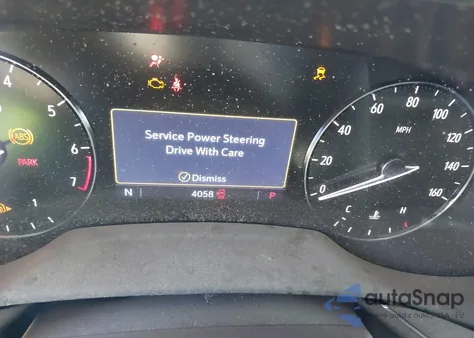 4
5
6
7
ABS
PARK
1
Service Power Steering
Drive With Care
Dismiss
N
4058
P
0
20
40
60
80
100
120
140
160
MPH
C
H
autoSnap